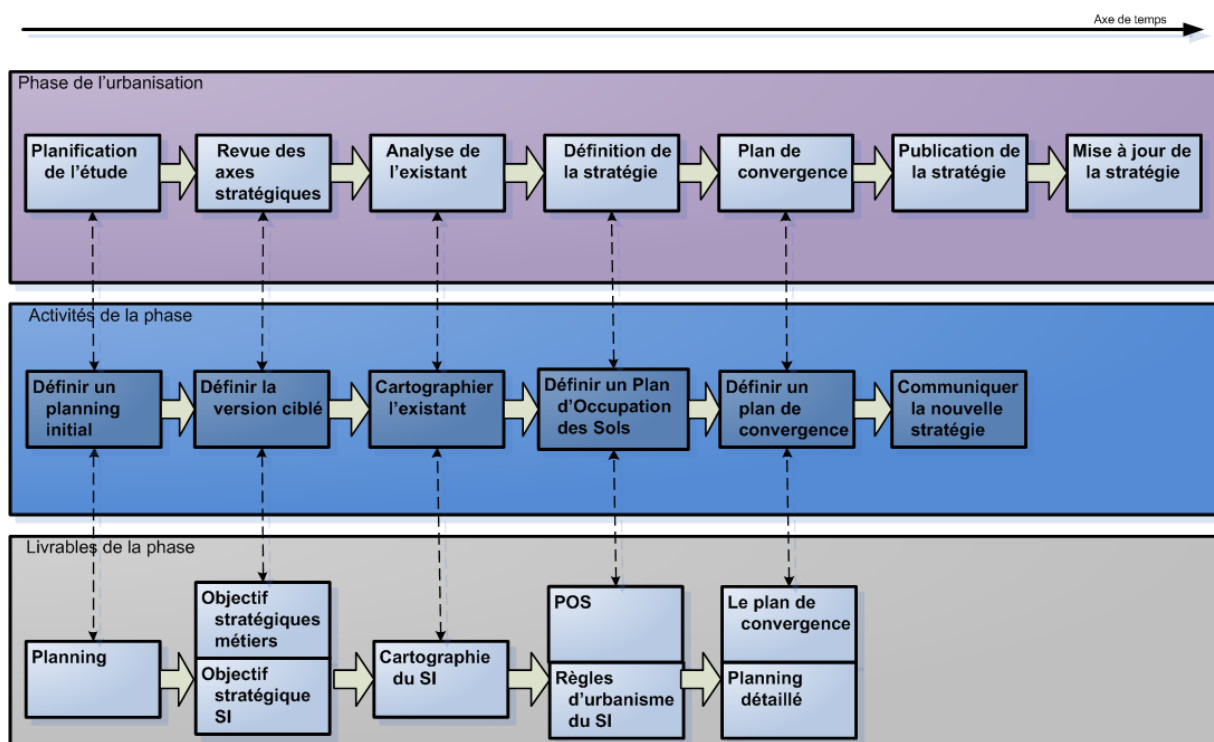 Axe de temps
Phase de l'urbanisation
Planification
de l'étude
Revue des
axes
stratégiques
Analyse de
l'existant
Définition de
la stratégie
Plan de
convergence
Publication de
la stratégie
Mise à jour de
la stratégie
Activités de la phase
Définir un
planning
initial
Définir la
version ciblé
Cartographier
l'existant
Définir un Plan
d'Occupation
des Sols
Définir un
plan de
convergence
Communiquer
la nouvelle
stratégie
Livrables de la phase
Planning
Objectif
stratégiques
métiers
Objectif
stratégique
SI
Cartographie
du SI
POS
Règles
d'urbanisme
du SI
Le plan de
convergence
Planning
détaillé